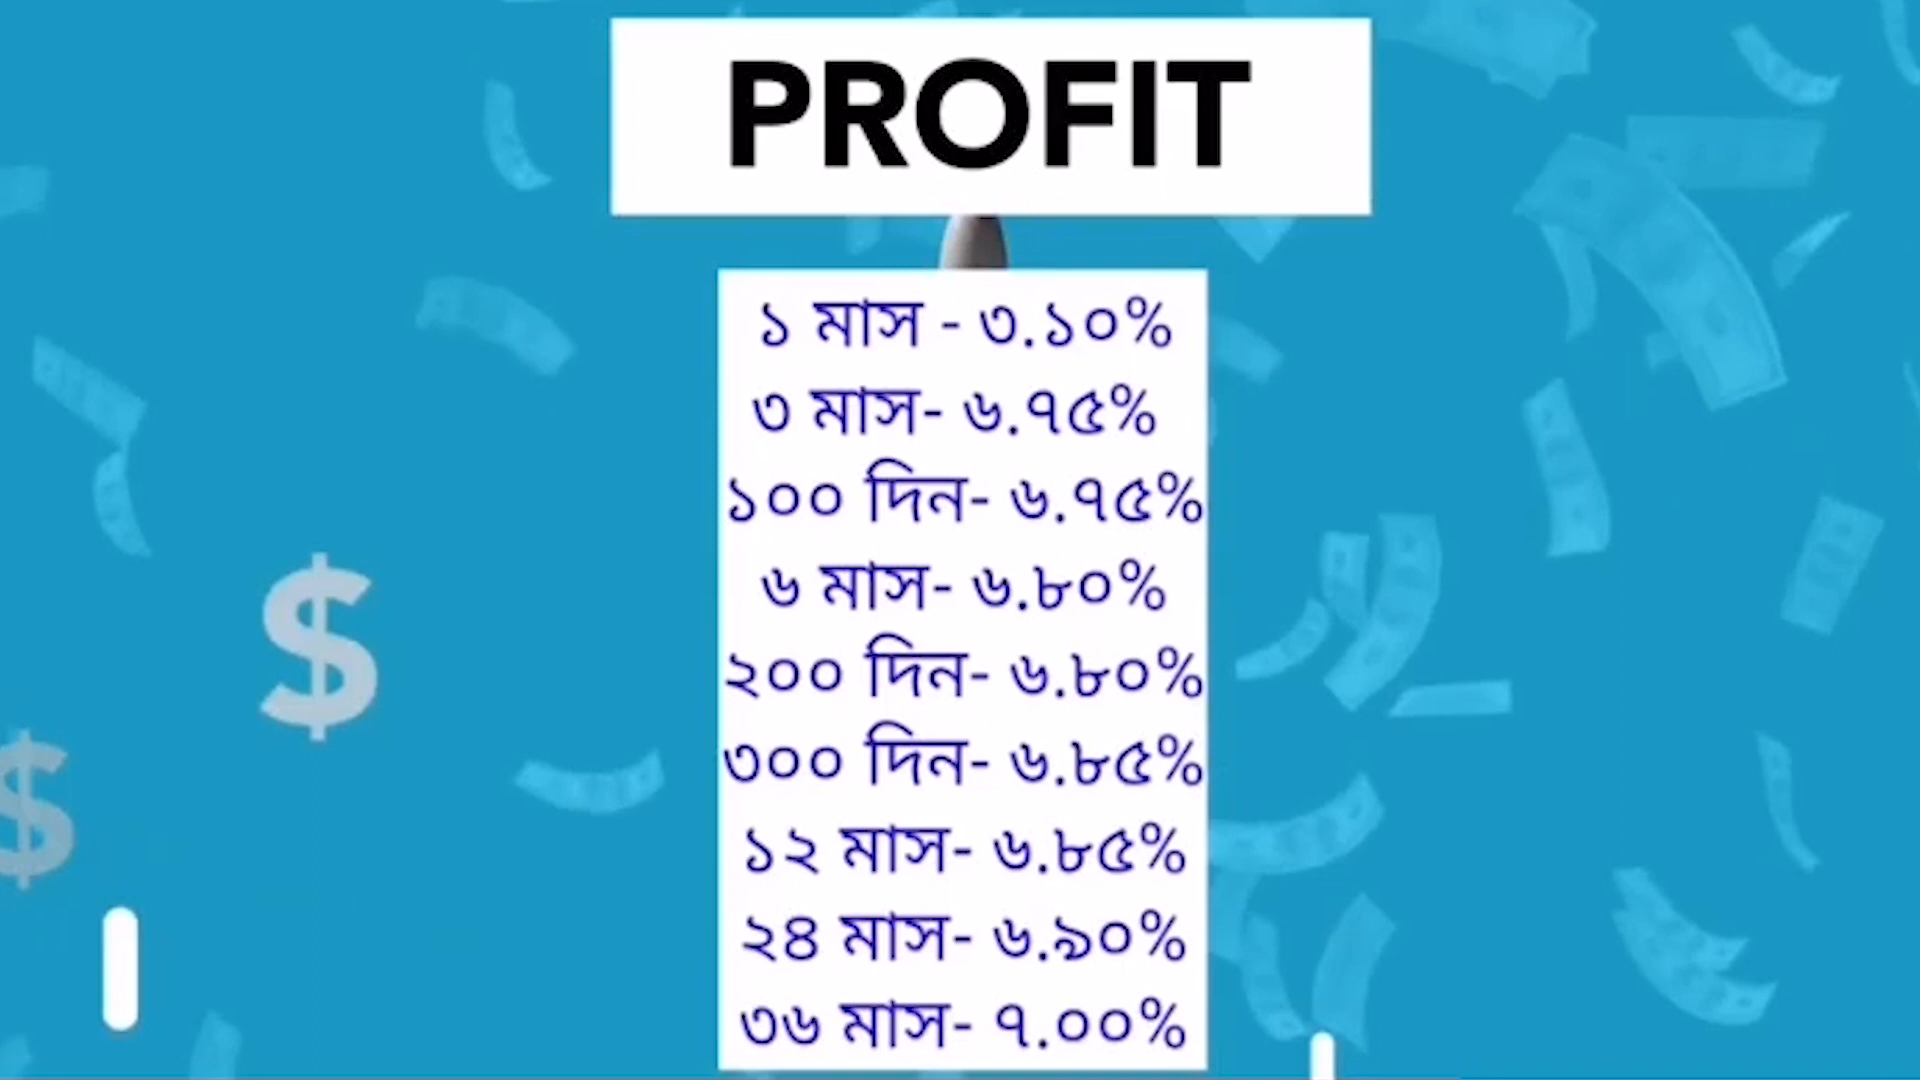 PROFIT
১ মাস - ৩.১০%
৩ মাস- ৬.৭৫%
১০০ দিন- ৬.৭৫%
৬ মাস- ৬.৮০%
২০০ দিন- ৬.৮০%
৩০০ দিন- ৬.৮৫%
১২ মাস- ৬.৮৫%
২৪ মাস- ৬.৯০%
৩৬ মাস- ৭.০০%
$
$